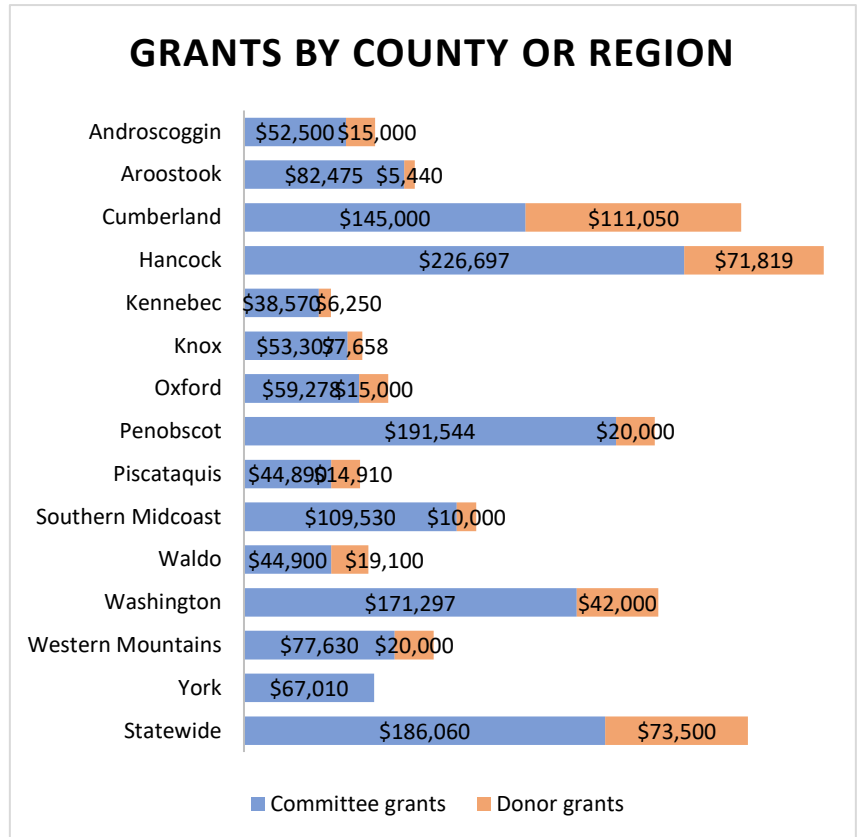 GRANTS BY COUNTY OR REGION
Androscoggin $52,500 $15,000
Aroostook $82,475 $5,440
Cumberland $145,000 $111,050
Hancock $226,697 $71,819
Kennebec $38,570 $6,250
Knox $53,307 $7,658
Oxford $59,278 $15,000
Penobscot $191,544 $20,000
Piscataquis $44,890 $14,910
Southern Midcoast $109,530 $10,000
Waldo $44,900 $19,100
Washington $171,297 $42,000
Western Mountains $77,630 $20,000
York $67,010
Statewide $186,060 $73,500
Committee grants Donor grants